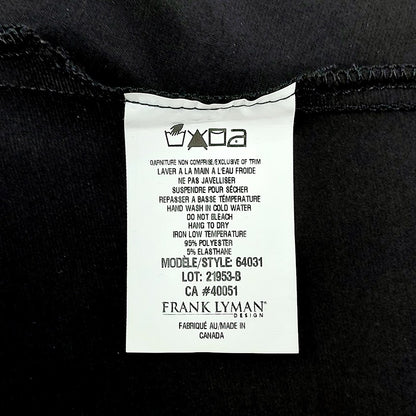 GARNITURE NON COMPRISE/EXCLUSIVE OF TRIM
LAVER A LA MAIN A L'EAU FROIDE
NE PAS JAVELLISER
SUSPENDRE POUR SÉCHER
REPASSER A BASSE TÉMPERATURE
HAND WASH IN COLD WATER
DO NOT BLEACH
HANG TO DRY
IRON LOW TEMPERATURE
95% POLYESTER
5% ELASTHANE
MODÈLE/STYLE: 64031
LOT: 21953-B
CA #40051
FRANK LYMAN®
DESIGN
FABRIQUÉ AU/MADE IN
CANADA